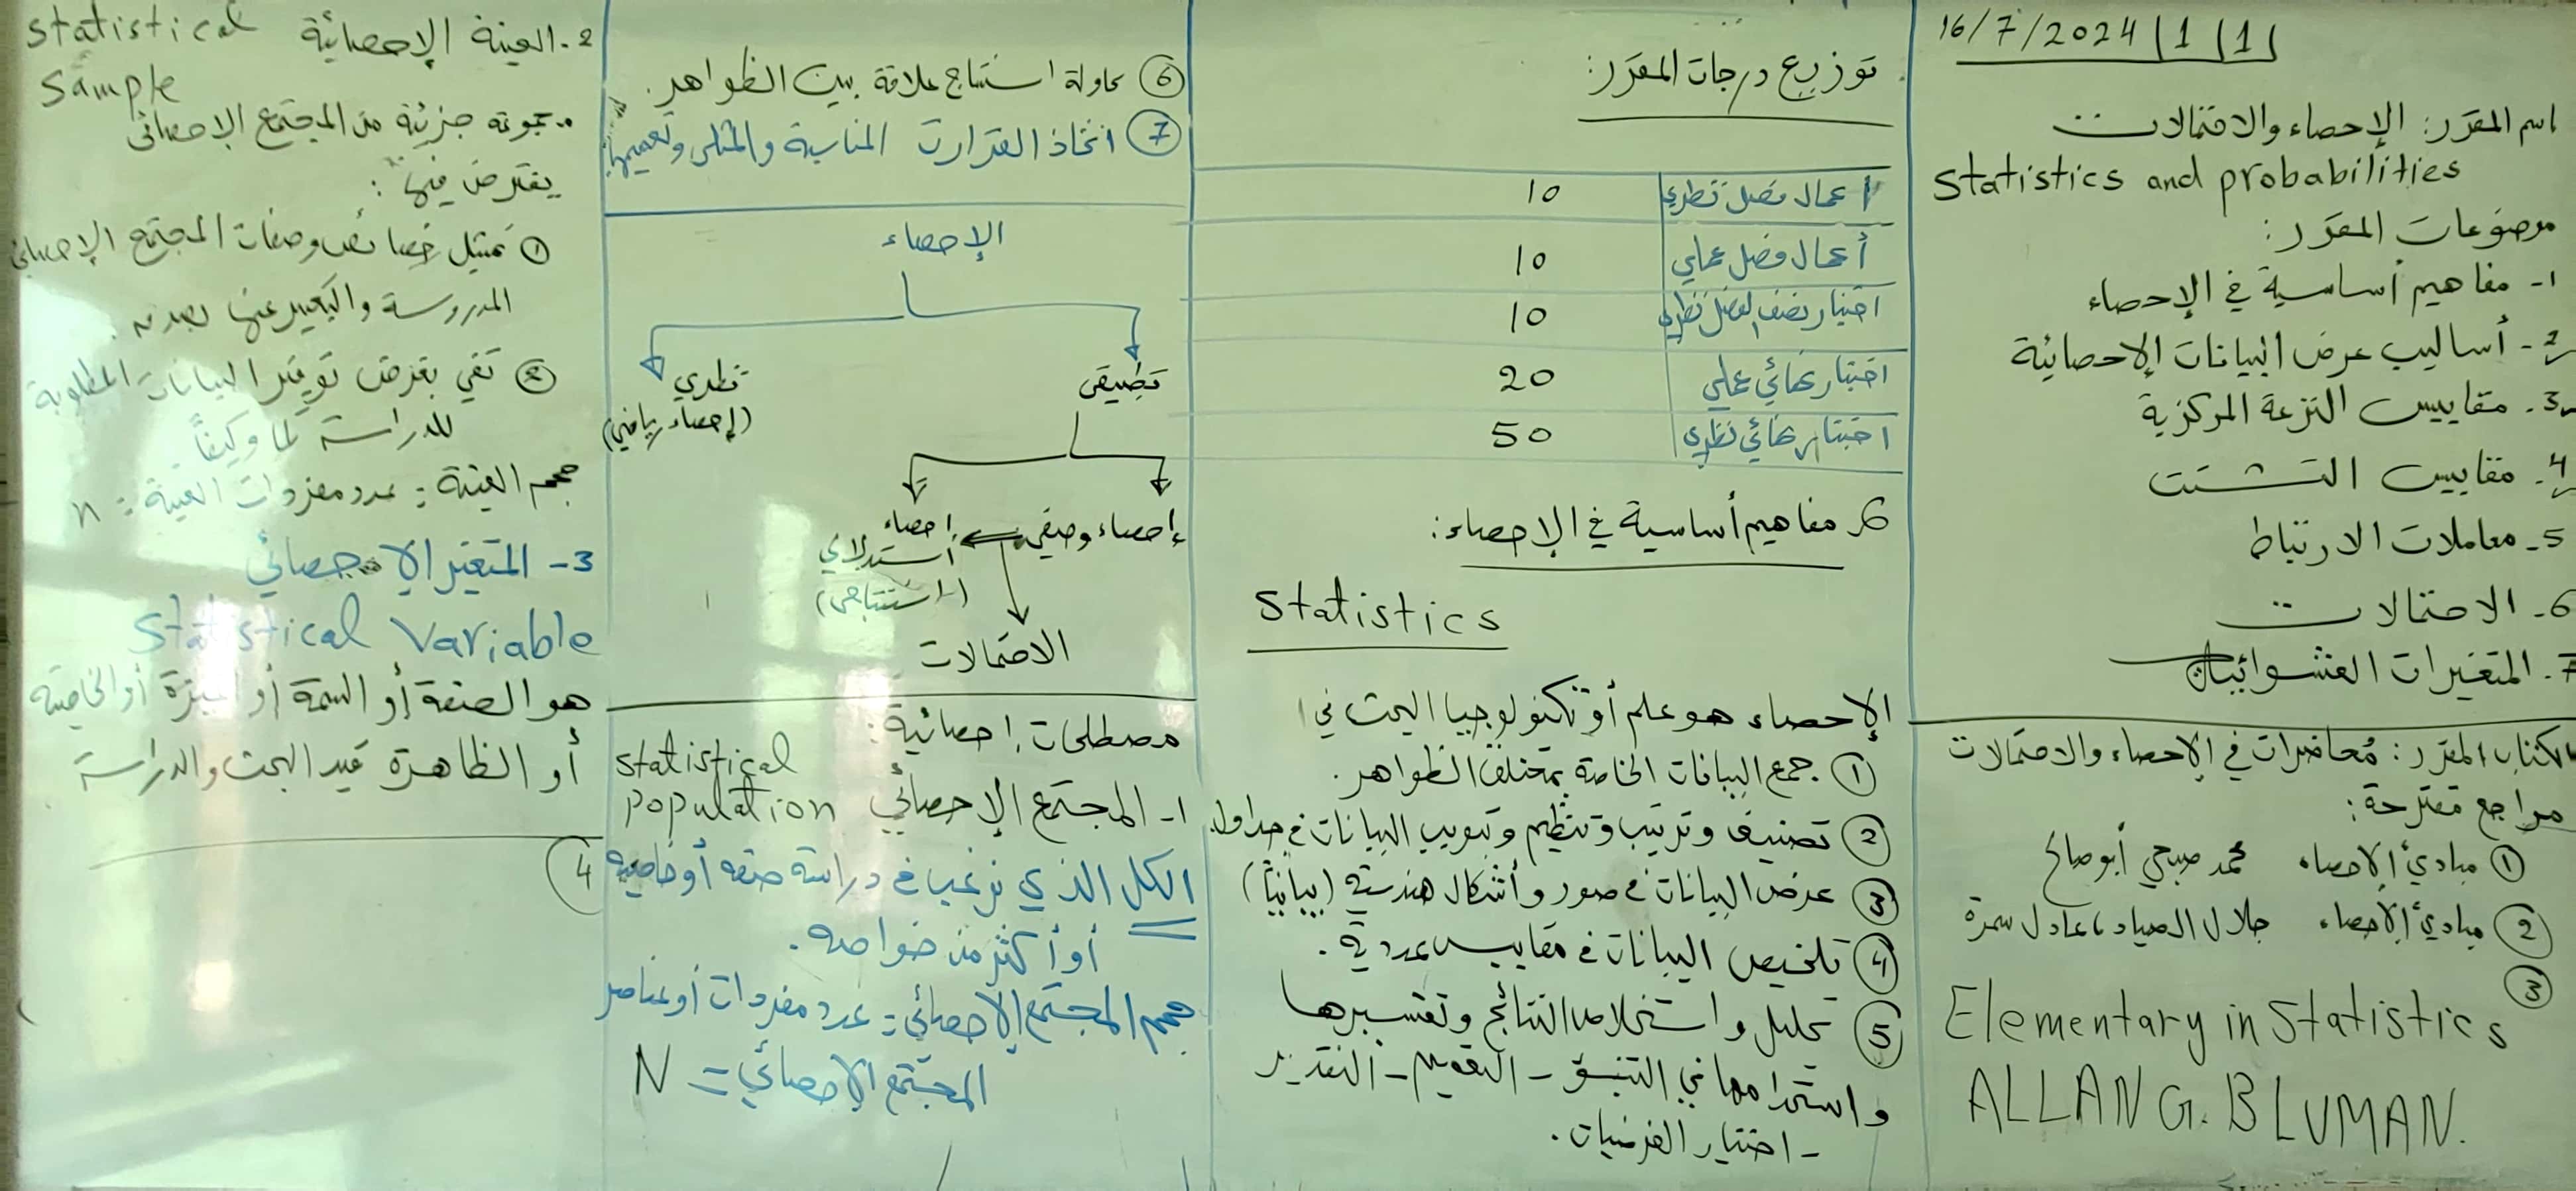 16/7/2024 | 1 | 1
اسم المقرر: الإحصاء والاحتمالات
Statistics and probabilities
موضوعات المقرر:
1- مفاهيم أساسية في الإحصاء
2- أساليب عرض البيانات الإحصائية
3- مقاييس النزعة المركزية
4- مقاييس التشتت
5- معاملات الارتباط
6- الاحتمالات
7- المتغيرات العشوائية
الكتاب المقرر: مُحاضرات في الإحصاء والاحتمالات
مراجع مقترحة:
① مبادئ الإحصاء محمد صبحي أبو صالح
② مبادئ الإحصاء جلال الصياد، عادل سمرة
③
Elementary in Statistics
ALLAN G. BLUMAN.
توزيع درجات المقرر:
أعمال فصل نظري 10
أعمال فصل عملي 10
اختبار نصف الفصل نظري 10
اختبار نهائي عملي 20
اختبار نهائي نظري 50
مفاهيم أساسية في الإحصاء:
Statistics
الإحصاء هو علم أو تكنولوجيا البحث في
① جمع البيانات الخاصة بمختلف الظواهر.
② تصنيف وترتيب وتنظيم وتبويب البيانات في جداول.
③ عرض البيانات في صور وأشكال هندسية (بيانياً)
④ تلخيص البيانات في مقاييس عددية.
⑤ تحليل واستخلاص النتائج وتفسيرها
واستخدامها في التنبؤ - التقييم - التقدير
- اختبار الفرضيات.
⑥ محاولة استنتاج علاقة بين الظواهر.
⑦ اتخاذ القرارات المناسبة والمثلى وتعميمها
الإحصاء
تطبيقي
نظري
(إحصاء رياضي)
إحصاء وصفي
إحصاء
استدلالي
(استنتاجي)
الاحتمالات
مصطلحات إحصائية:
1- المجتمع الإحصائي Statistical population
الكل الذي نرغب في دراسة صفة أو خاصية
أو أكثر من خواصه.
حجم المجتمع الإحصائي = عدد مفردات أو عناصر
المجتمع الإحصائي = N
2- العينة الإحصائية Statistical
Sample
مجموعة جزئية من المجتمع الإحصائي
يفترض فيها:
① تمثيل خصائص وصفات المجتمع الإحصائي
المدروسة والتعبير عنها بصدق.
② تفي بغرض توفير البيانات المطلوبة
للدراسة كماً وكيفاً.
حجم العينة = عدد مفردات العينة = n
3- المتغير الإحصائي
Statistical Variable
هو الصفة أو السمة أو الميزة أو الخاصية
أو الظاهرة قيد البحث والدراسة
4